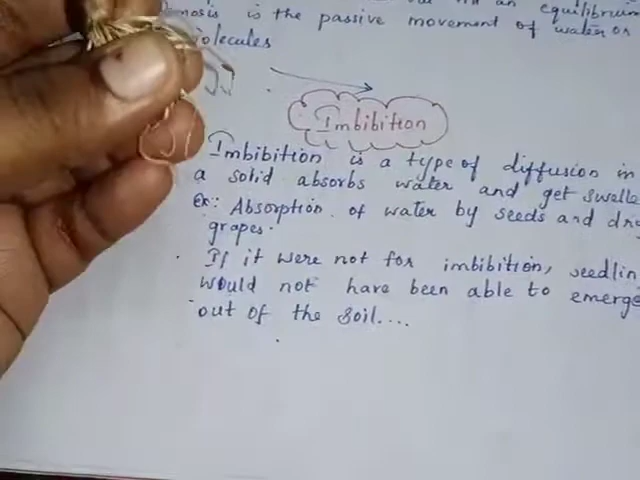 an equilibrium
is the passive movement of water or
molecules
Imbibition
Imbibition is a type of diffusion in
a solid absorbs water and get swelle
Ex: Absorption of water by seeds and dry
grapes.
If it were not for imbibition, seedlin
would not have been able to emerge
out of the soil....